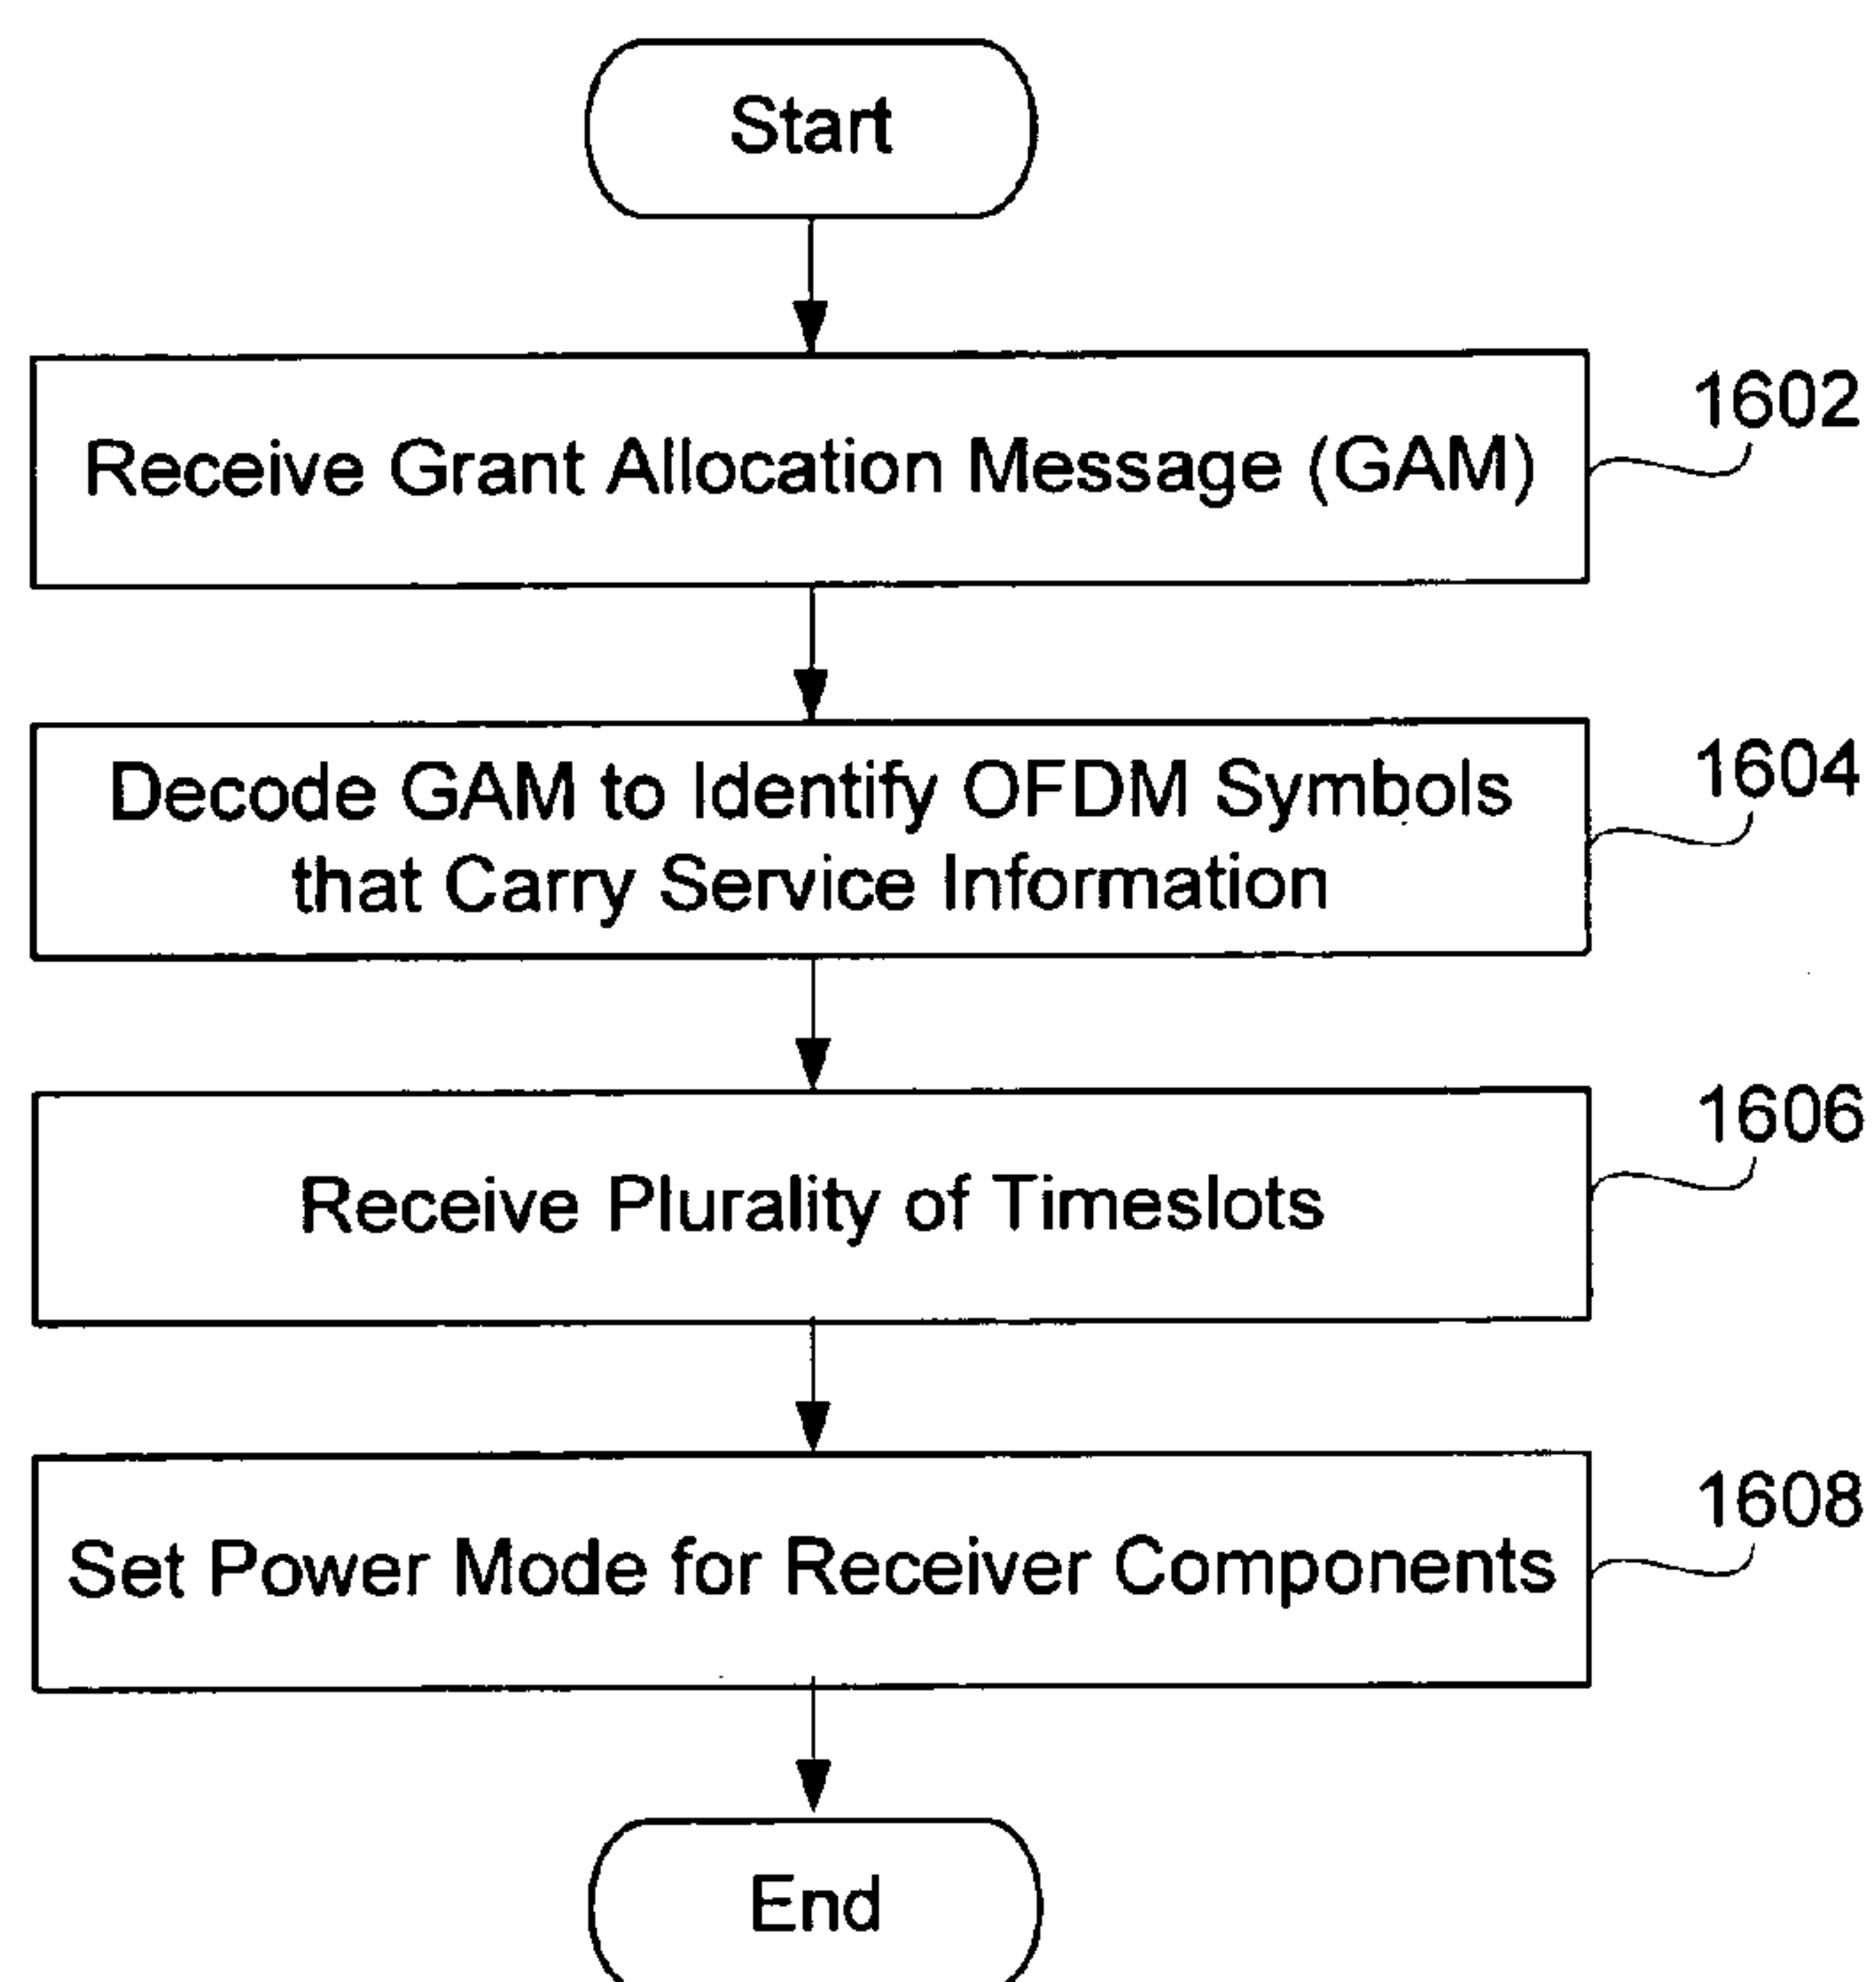 Start
Receive Grant Allocation Message (GAM)
1602
Decode GAM to Identify OFDM Symbols
that Carry Service Information
1604
Receive Plurality of Timeslots
1606
Set Power Mode for Receiver Components
1608
End